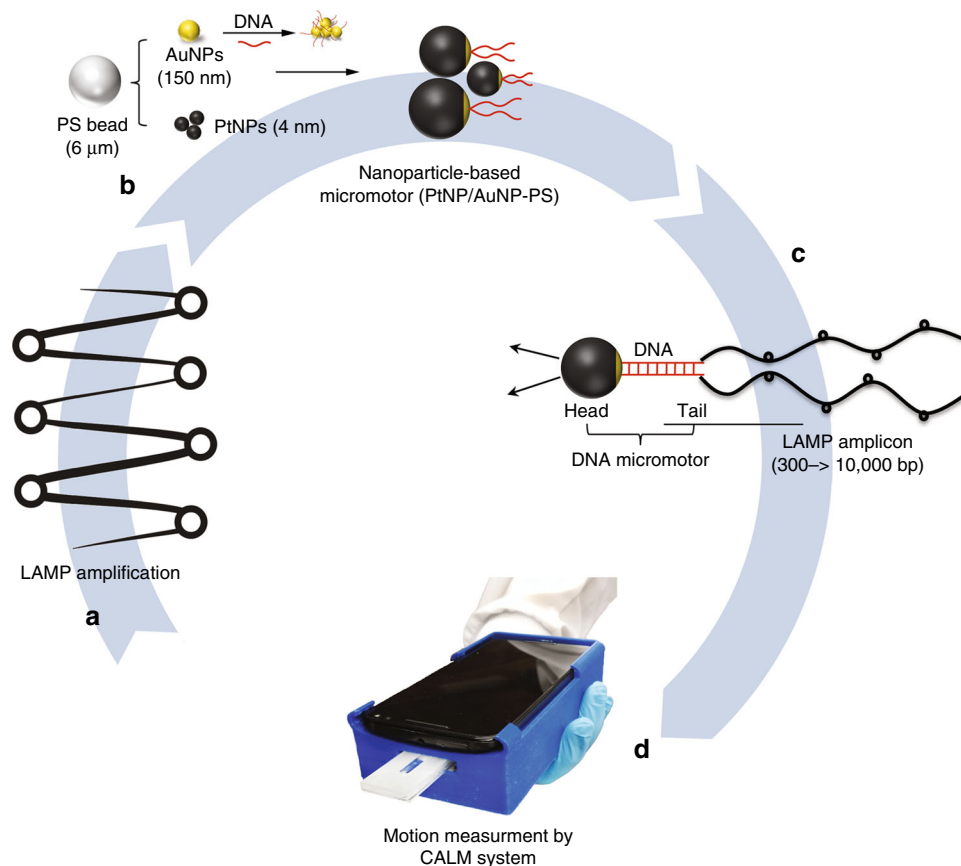 DNA
AuNPs
(150 nm)
PS bead
(6 μm)
PtNPs (4 nm)
b
Nanoparticle-based
micromotor (PtNP/AuNP-PS)
c
DNA
Head
Tail
DNA micromotor
LAMP amplicon
(300–> 10,000 bp)
LAMP amplification
a
d
Motion measurment by
CALM system